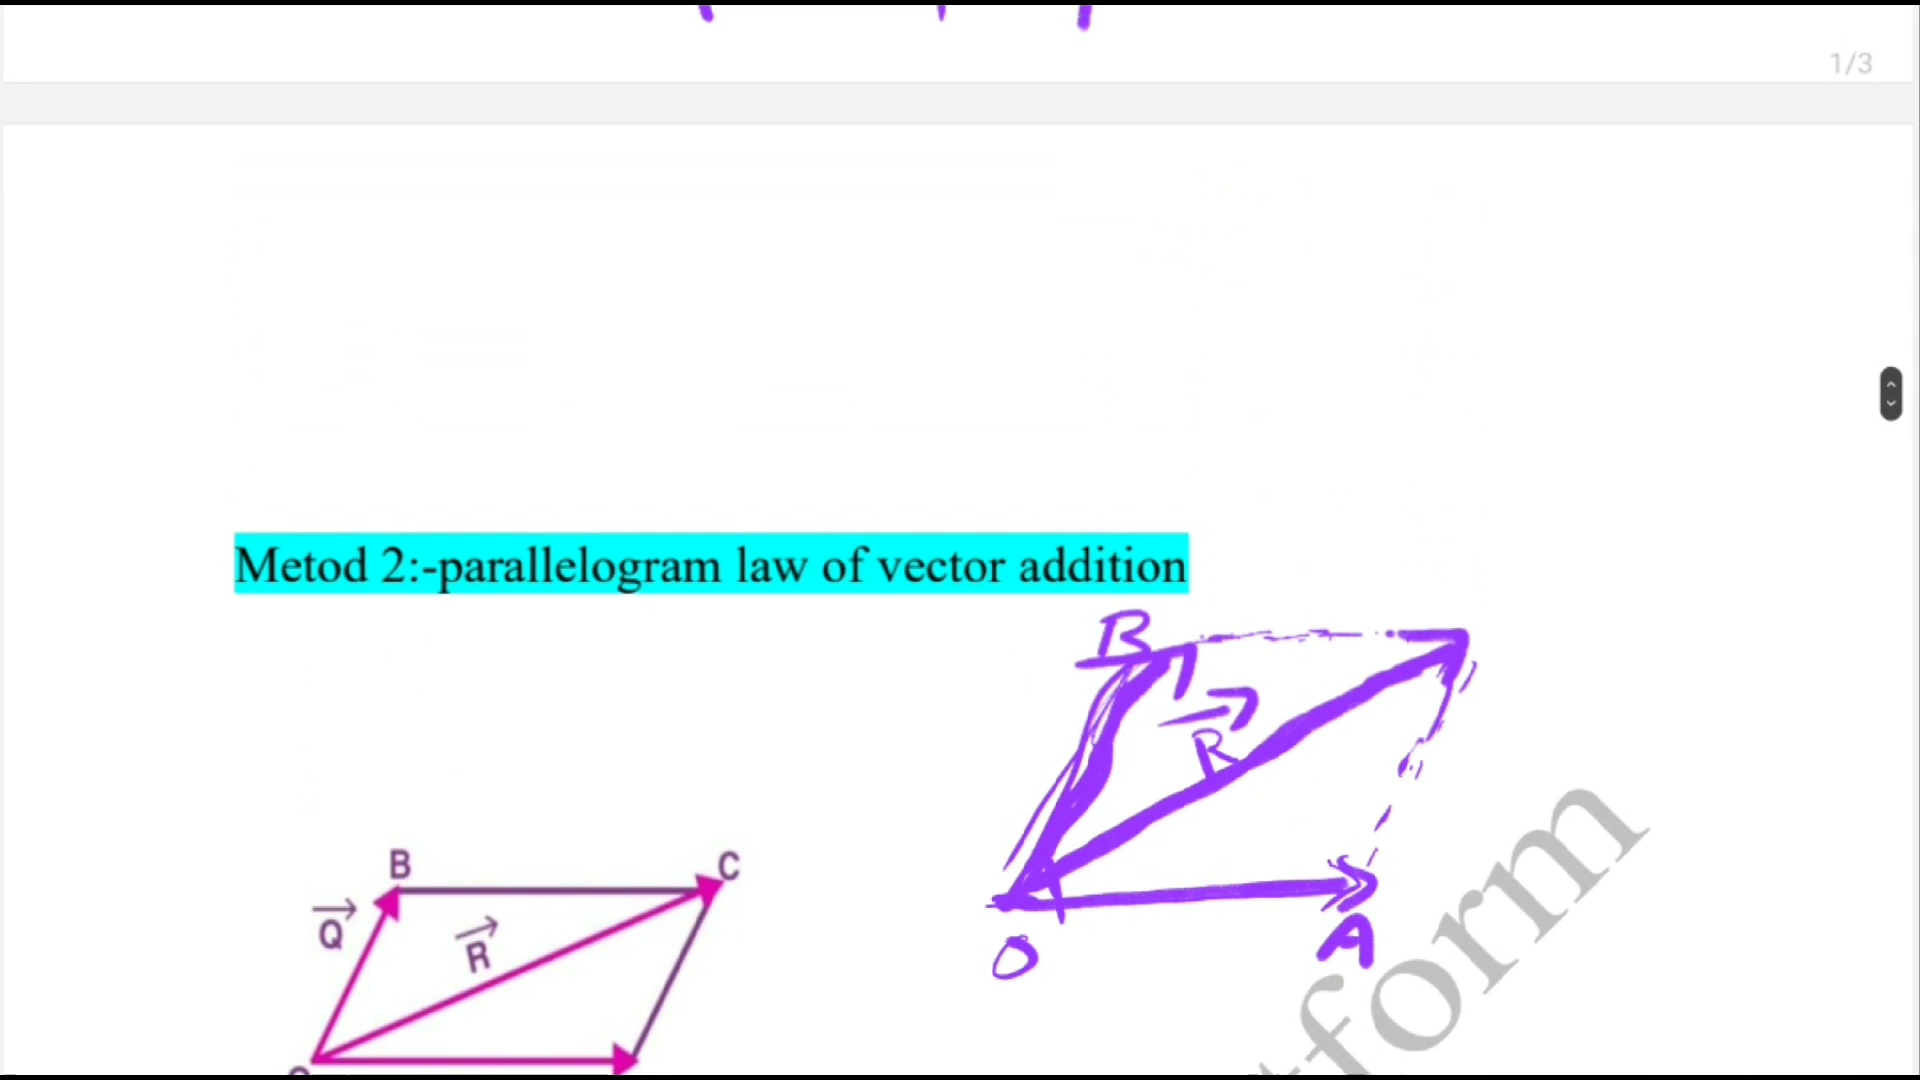 1/3
Metod 2:-parallelogram law of vector addition
B
R
O
A
B
C
Q
R
form